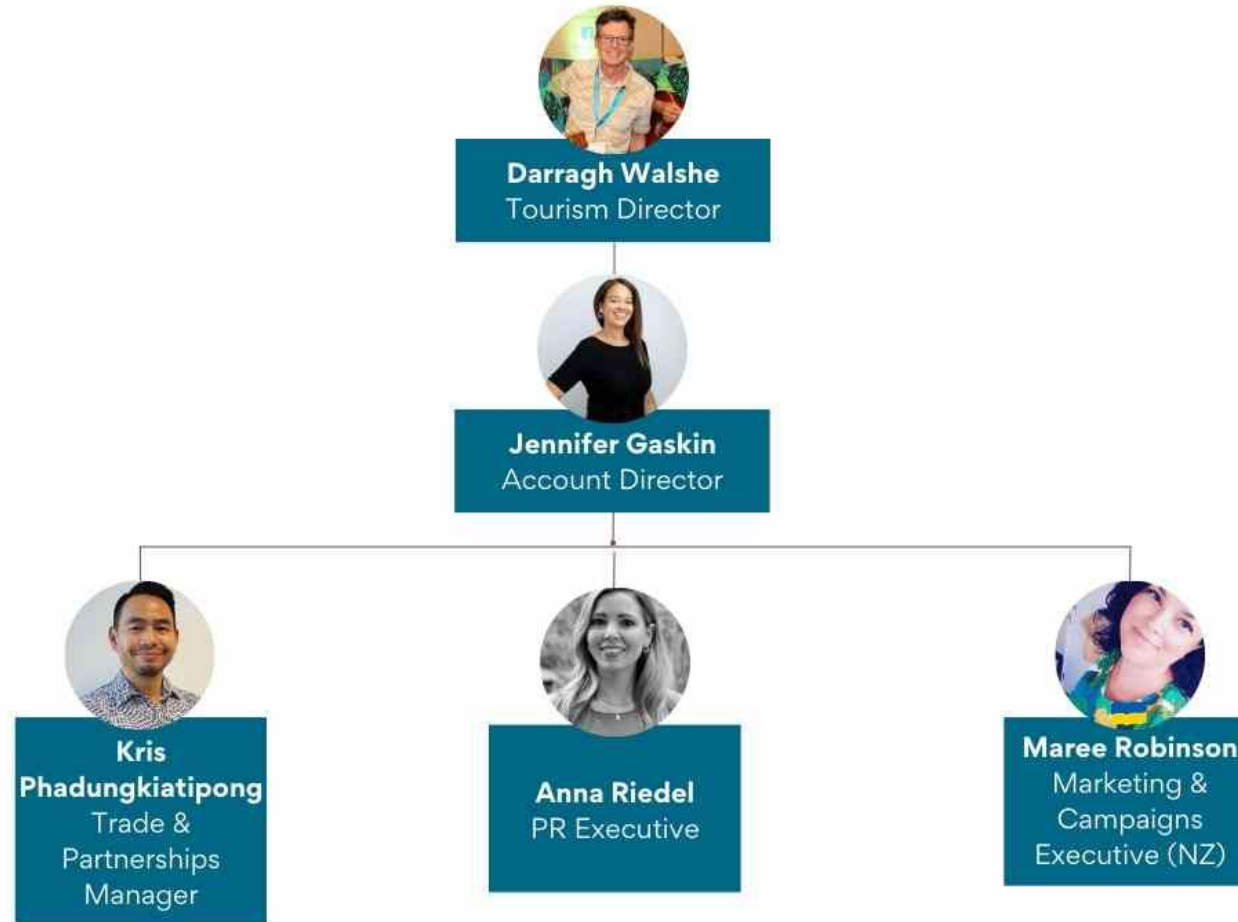 Darragh Walshe
Tourism Director
Jennifer Gaskin
Account Director
Kris
Phadungkiatipong
Trade &
Partnerships
Manager
Anna Riedel
PR Executive
Maree Robinson
Marketing &
Campaigns
Executive (NZ)